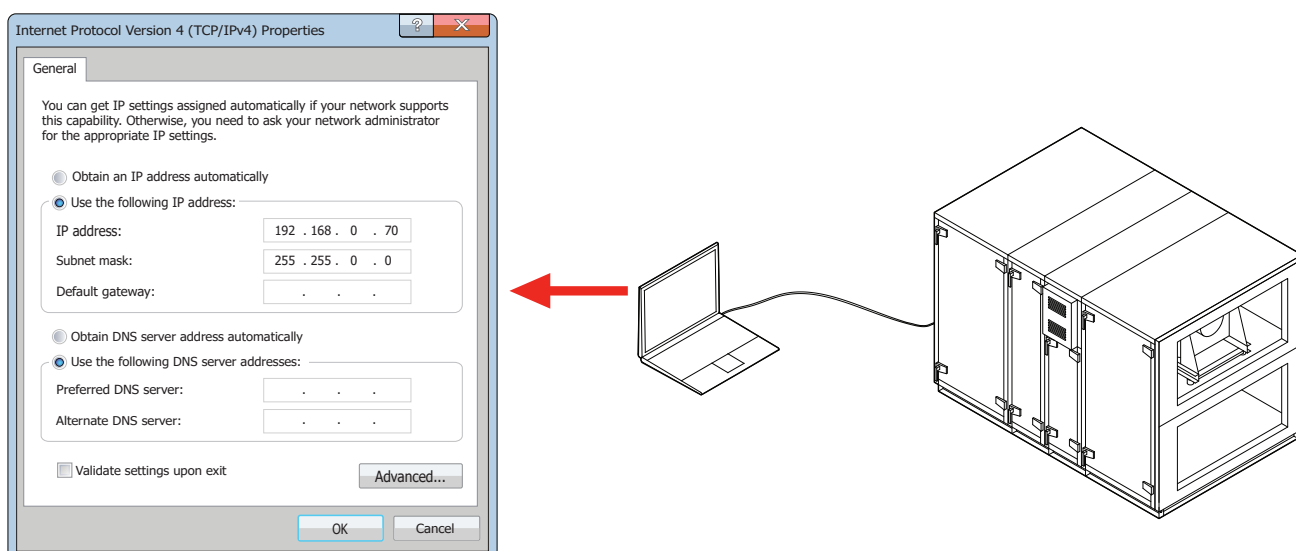 Internet Protocol Version 4 (TCP/IPv4) Properties
?
X
General
You can get IP settings assigned automatically if your network supports
this capability. Otherwise, you need to ask your network administrator
for the appropriate IP settings.
Obtain an IP address automatically
Use the following IP address:
IP address: 192 . 168 . 0 . 70
Subnet mask: 255 . 255 . 0 . 0
Default gateway: . . .
Obtain DNS server address automatically
Use the following DNS server addresses:
Preferred DNS server: . . .
Alternate DNS server: . . .
Validate settings upon exit
Advanced...
OK Cancel